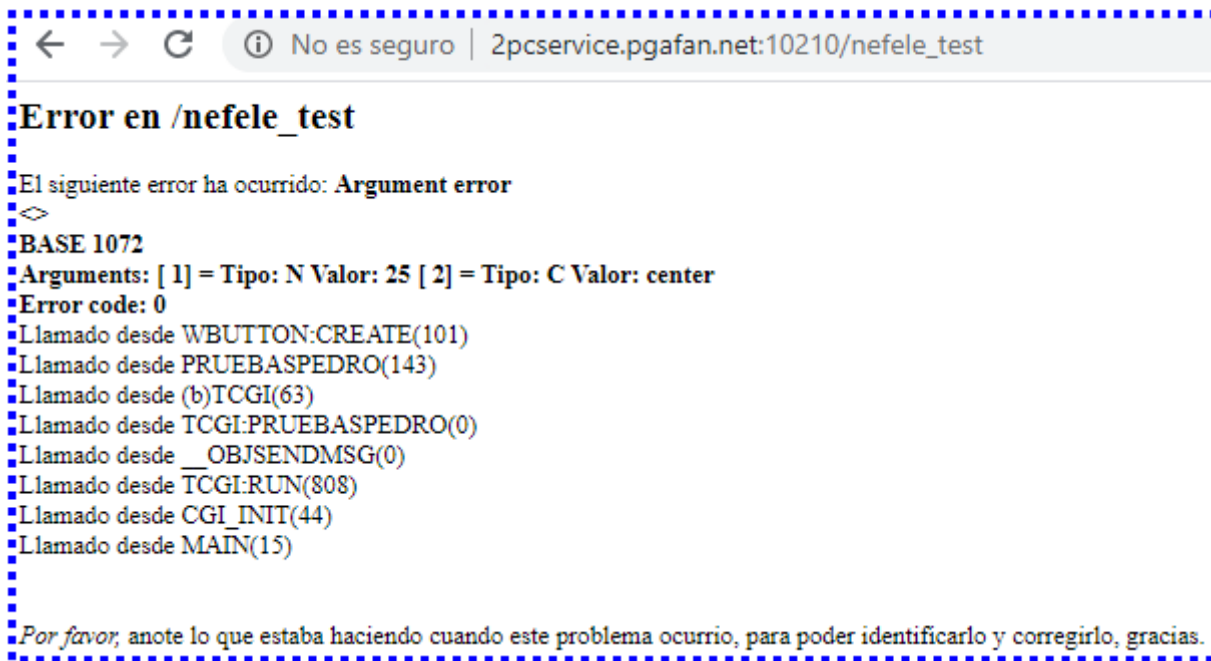 No es seguro | 2pcservice.pgafan.net:10210/nefele_test
Error en /nefele_test
El siguiente error ha ocurrido: Argument error
<>
BASE 1072
Arguments: [ 1] = Tipo: N Valor: 25 [ 2] = Tipo: C Valor: center
Error code: 0
Llamado desde WBUTTON:CREATE(101)
Llamado desde PRUEBASPEDRO(143)
Llamado desde (b)TCGI(63)
Llamado desde TCGI:PRUEBASPEDRO(0)
Llamado desde __OBJSENDMSG(0)
Llamado desde TCGI:RUN(808)
Llamado desde CGI_INIT(44)
Llamado desde MAIN(15)
Por favor, anote lo que estaba haciendo cuando este problema ocurrio, para poder identificarlo y corregirlo, gracias.